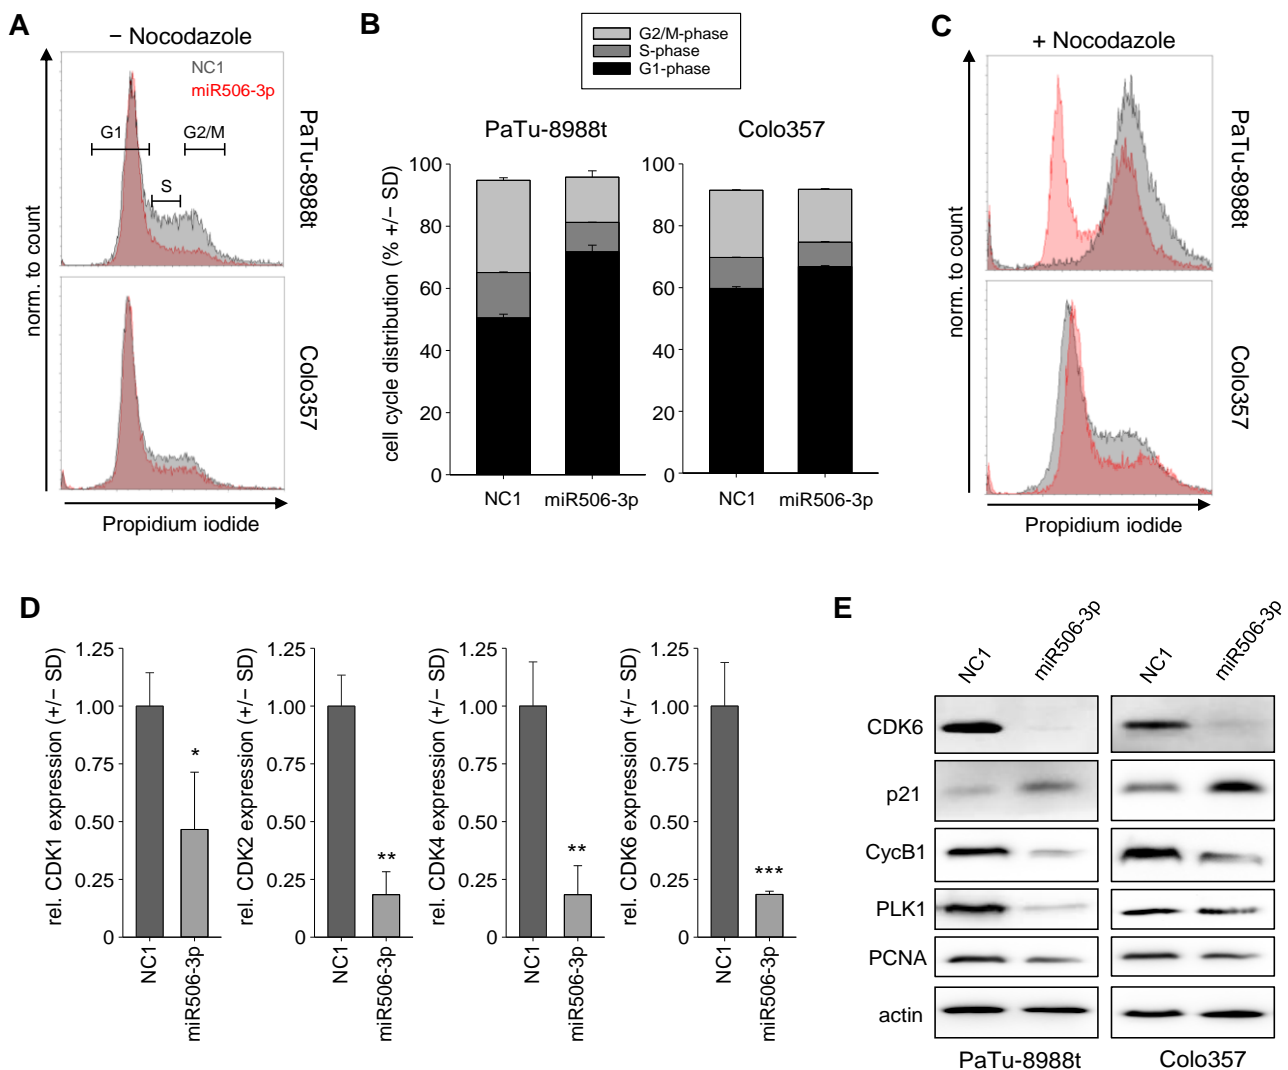 A
− Nocodazole
NC1
miR506-3p
G1
G2/M
S
PaTu-8988t
Colo357
norm. to count
Propidium iodide
B
G2/M-phase
S-phase
G1-phase
PaTu-8988t
Colo357
cell cycle distribution (% +/− SD)
100
80
60
40
20
0
100
80
60
40
20
0
NC1
miR506-3p
NC1
miR506-3p
C
+ Nocodazole
PaTu-8988t
Colo357
norm. to count
Propidium iodide
D
rel. CDK1 expression (+/− SD)
1.25
1.00
0.75
0.50
0.25
0
*
NC1
miR506-3p
rel. CDK2 expression (+/− SD)
1.25
1.00
0.75
0.50
0.25
0
**
NC1
miR506-3p
rel. CDK4 expression (+/− SD)
1.25
1.00
0.75
0.50
0.25
0
**
NC1
miR506-3p
rel. CDK6 expression (+/− SD)
1.25
1.00
0.75
0.50
0.25
0
***
NC1
miR506-3p
E
NC1
miR506-3p
NC1
miR506-3p
CDK6
p21
CycB1
PLK1
PCNA
actin
PaTu-8988t
Colo357